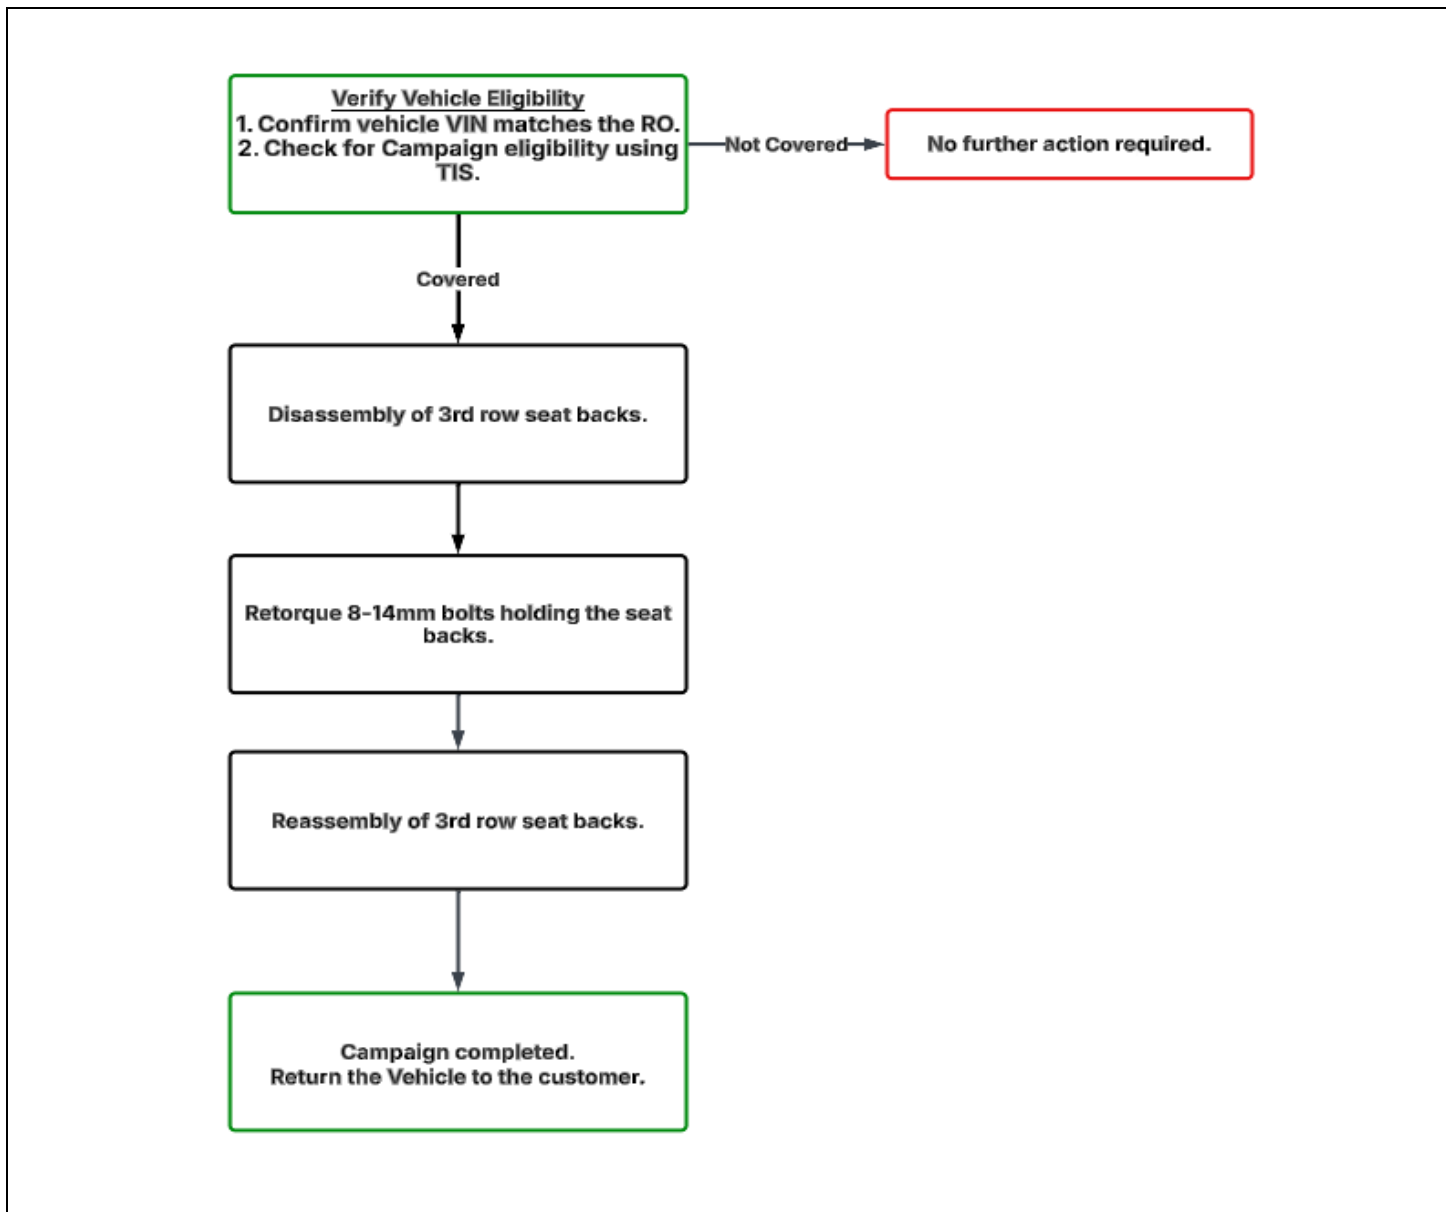 Verify Vehicle Eligibility
1. Confirm vehicle VIN matches the RO.
2. Check for Campaign eligibility using
TIS.
Not Covered
No further action required.
Covered
Disassembly of 3rd row seat backs.
Retorque 8-14mm bolts holding the seat
backs.
Reassembly of 3rd row seat backs.
Campaign completed.
Return the Vehicle to the customer.